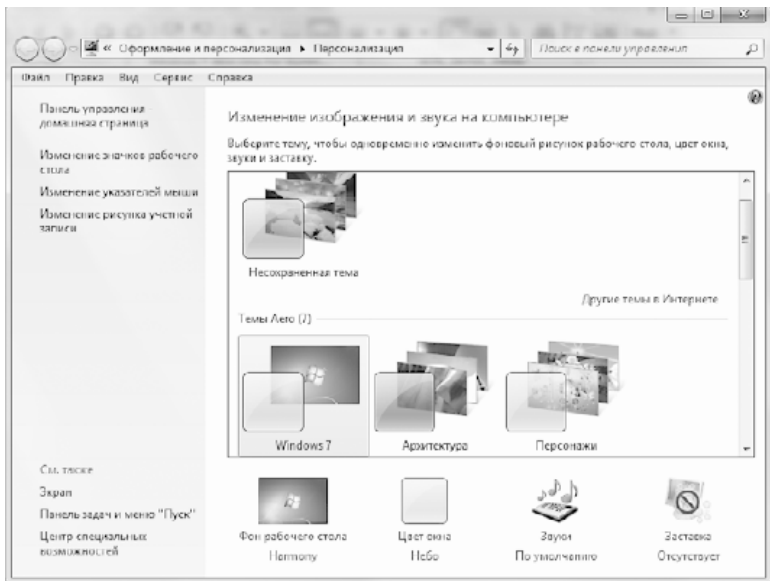 « Оформление и персонализация ▸ Персонализация
Поиск в панели управления
Файл Правка Вид Сервис Справка
Панель управления -
домашняя страница
Изменение значков рабочего
стола
Изменение указателей мыши
Изменение рисунка учетной
записи
Изменение изображения и звука на компьютере
Выберите тему, чтобы одновременно изменить фоновый рисунок рабочего стола, цвет окна,
звуки и заставку.
Несохраненная тема
Другие темы в Интернете
Темы Aero (7)
Windows 7
Архитектура
Персонажи
См. также
Экран
Панель задач и меню "Пуск"
Центр специальных
возможностей
Фон рабочего стола
Harmony
Цвет окна
Небо
Звуки
По умолчанию
Заставка
Отсутствует